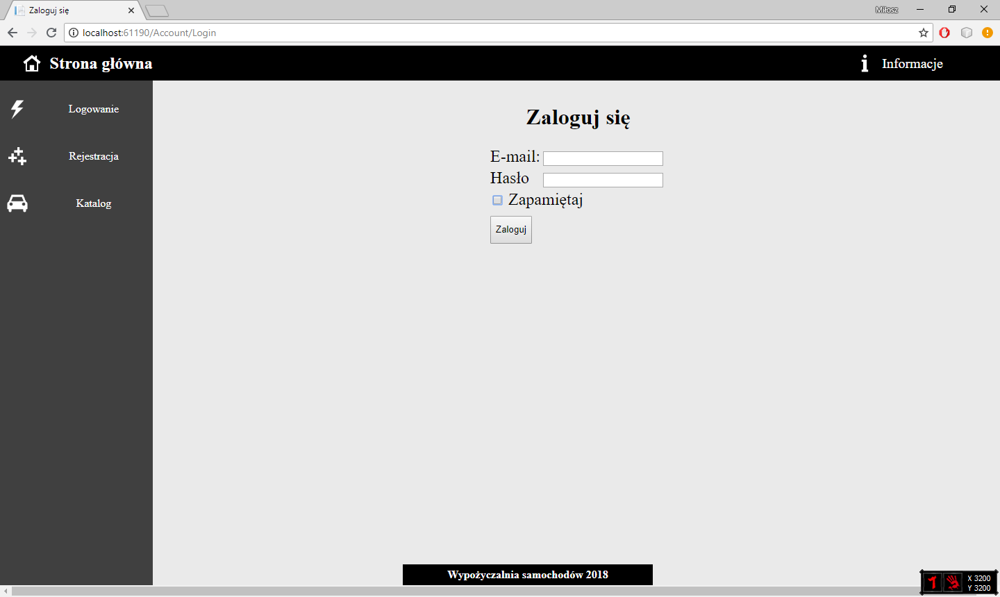 Zaloguj się
Miłosz
localhost:61190/Account/Login
Strona główna
Informacje
Logowanie
Rejestracja
Katalog
Zaloguj się
E-mail:
Hasło
Zapamiętaj
Zaloguj
Wypożyczalnia samochodów 2018
X 3200
Y 3200